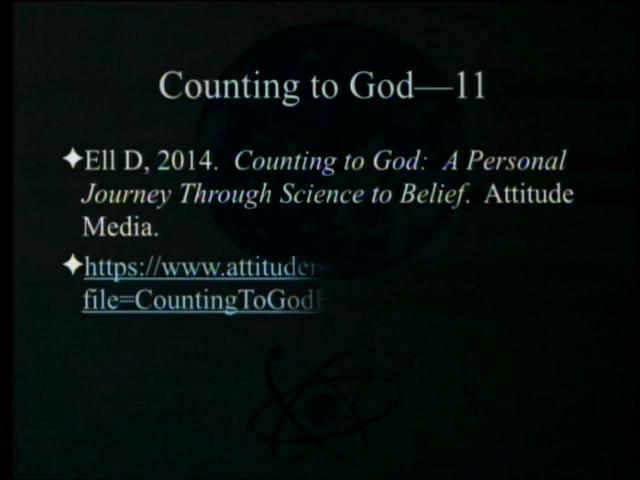 Counting to God—11
✦Ell D, 2014.  Counting to God:  A Personal
Journey Through Science to Belief.  Attitude
Media.
✦https://www.attituder
file=CountingToGod